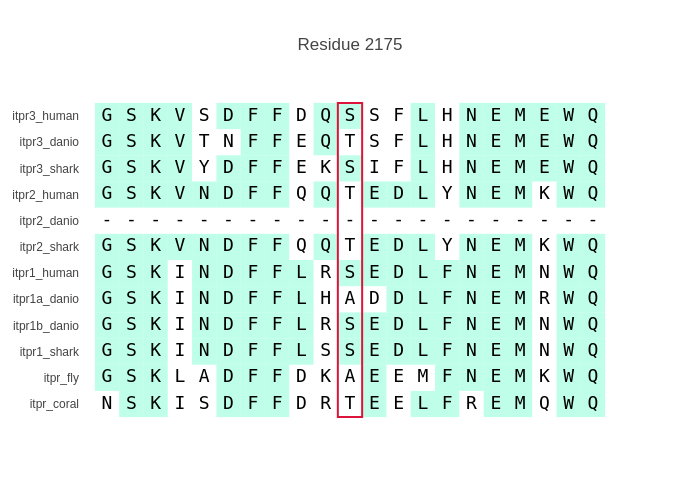 Residue 2175
itpr3_human G S K V S D F F D Q S S F L H N E M E W Q
itpr3_danio G S K V T N F F E Q T S F L H N E M E W Q
itpr3_shark G S K V Y D F F E K S I F L H N E M E W Q
itpr2_human G S K V N D F F Q Q T E D L Y N E M K W Q
itpr2_danio - - - - - - - - - - - - - - - - - - - - -
itpr2_shark G S K V N D F F Q Q T E D L Y N E M K W Q
itpr1_human G S K I N D F F L R S E D L F N E M N W Q
itpr1a_danio G S K I N D F F L H A D D L F N E M R W Q
itpr1b_danio G S K I N D F F L R S E D L F N E M N W Q
itpr1_shark G S K I N D F F L S S E D L F N E M N W Q
itpr_fly G S K L A D F F D K A E E M F N E M K W Q
itpr_coral N S K I S D F F D R T E E L F R E M Q W Q